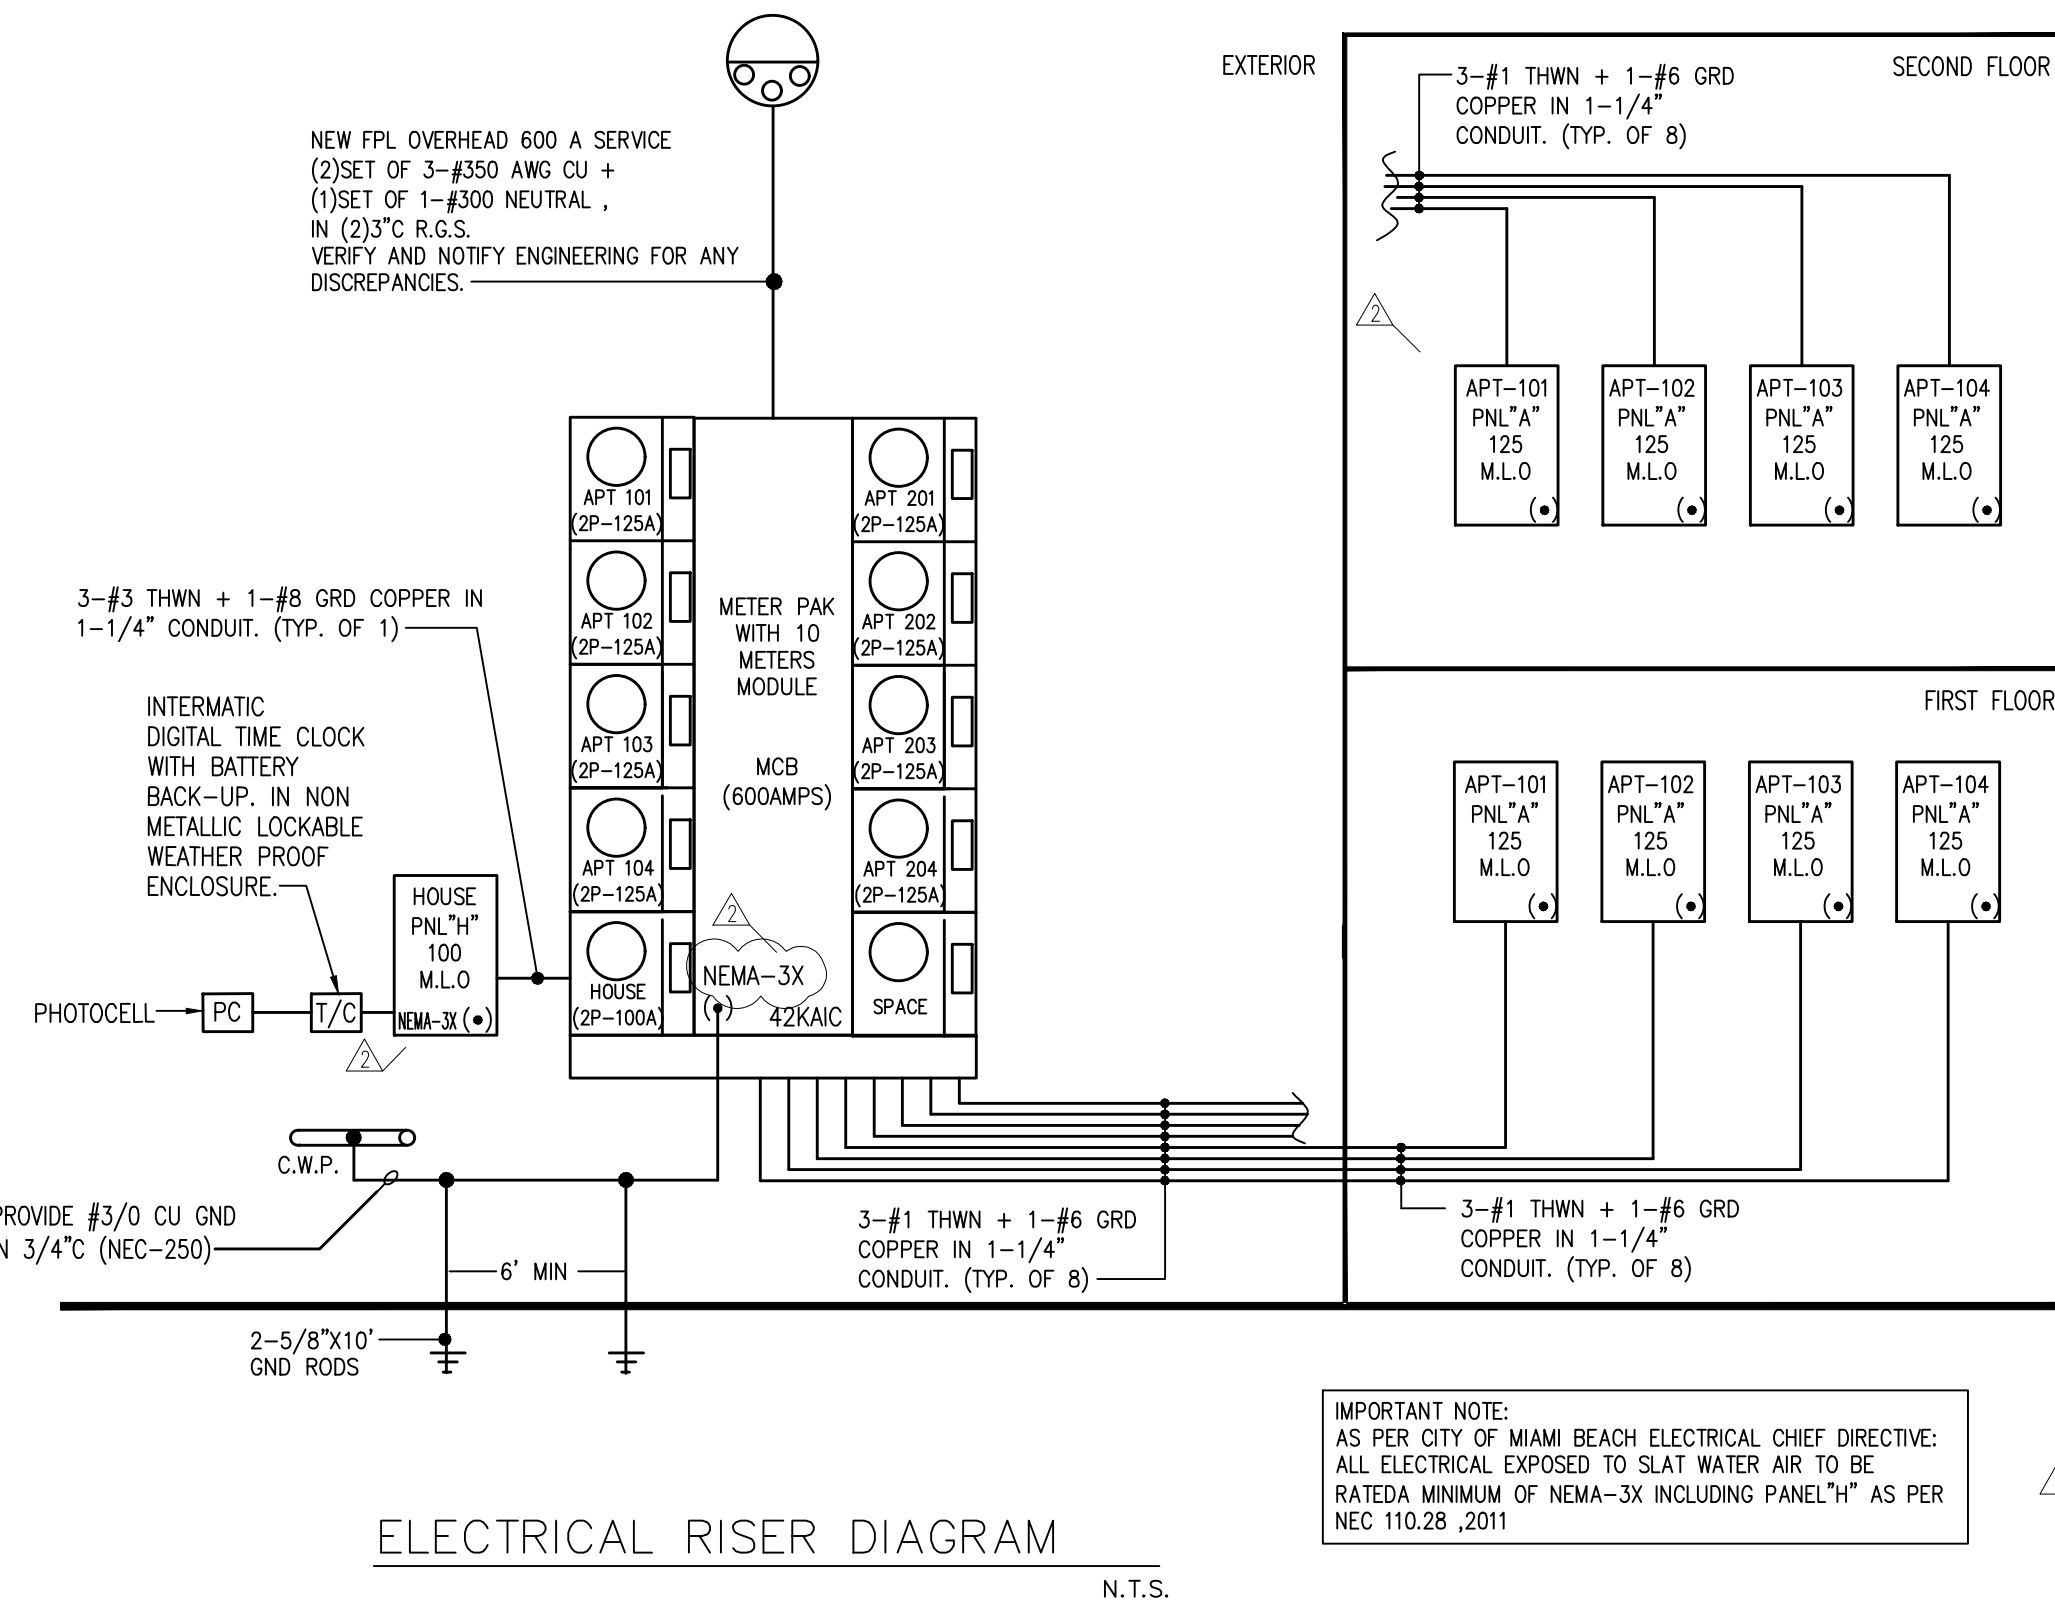 EXTERIOR
SECOND FLOOR
3-#1 THWN + 1-#6 GRD
COPPER IN 1-1/4"
CONDUIT. (TYP. OF 8)
NEW FPL OVERHEAD 600 A SERVICE
(2)SET OF 3-#350 AWG CU +
(1)SET OF 1-#300 NEUTRAL ,
IN (2)3"C R.G.S.
VERIFY AND NOTIFY ENGINEERING FOR ANY
DISCREPANCIES.
2
APT-101
PNL"A"
125
M.L.O
APT-102
PNL"A"
125
M.L.O
APT-103
PNL"A"
125
M.L.O
APT-104
PNL"A"
125
M.L.O
APT 101
(2P-125A)
APT 102
(2P-125A)
APT 103
(2P-125A)
APT 104
(2P-125A)
HOUSE
(2P-100A)
METER PAK
WITH 10
METERS
MODULE
MCB
(600AMPS)
2
NEMA-3X
42KAIC
APT 201
(2P-125A)
APT 202
(2P-125A)
APT 203
(2P-125A)
APT 204
(2P-125A)
SPACE
3-#3 THWN + 1-#8 GRD COPPER IN
1-1/4" CONDUIT. (TYP. OF 1)
INTERMATIC
DIGITAL TIME CLOCK
WITH BATTERY
BACK-UP. IN NON
METALLIC LOCKABLE
WEATHER PROOF
ENCLOSURE.
HOUSE
PNL"H"
100
M.L.O
NEMA-3X
PHOTOCELL
PC
T/C
2
FIRST FLOOR
APT-101
PNL"A"
125
M.L.O
APT-102
PNL"A"
125
M.L.O
APT-103
PNL"A"
125
M.L.O
APT-104
PNL"A"
125
M.L.O
C.W.P.
PROVIDE #3/0 CU GND
N 3/4"C (NEC-250)
6' MIN
2-5/8"X10'
GND RODS
3-#1 THWN + 1-#6 GRD
COPPER IN 1-1/4"
CONDUIT. (TYP. OF 8)
3-#1 THWN + 1-#6 GRD
COPPER IN 1-1/4"
CONDUIT. (TYP. OF 8)
IMPORTANT NOTE:
AS PER CITY OF MIAMI BEACH ELECTRICAL CHIEF DIRECTIVE:
ALL ELECTRICAL EXPOSED TO SLAT WATER AIR TO BE
RATEDA MINIMUM OF NEMA-3X INCLUDING PANEL"H" AS PER
NEC 110.28 ,2011
ELECTRICAL RISER DIAGRAM
N.T.S.